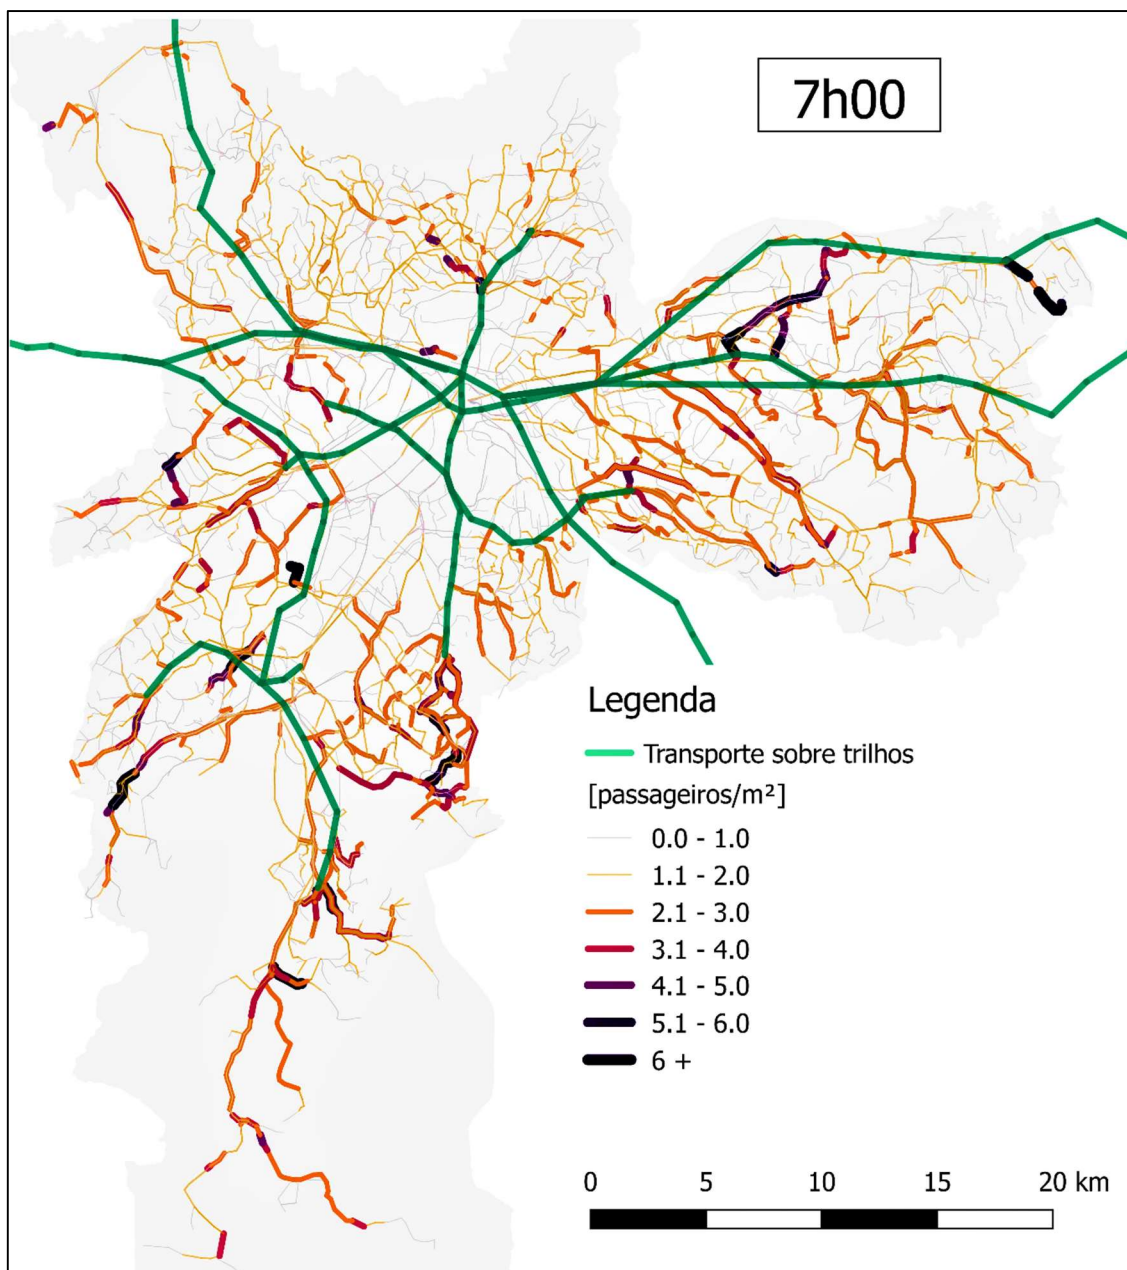 7h00
Legenda
Transporte sobre trilhos
[passageiros/m²]
0.0 - 1.0
1.1 - 2.0
2.1 - 3.0
3.1 - 4.0
4.1 - 5.0
5.1 - 6.0
6 +
0 5 10 15 20 km